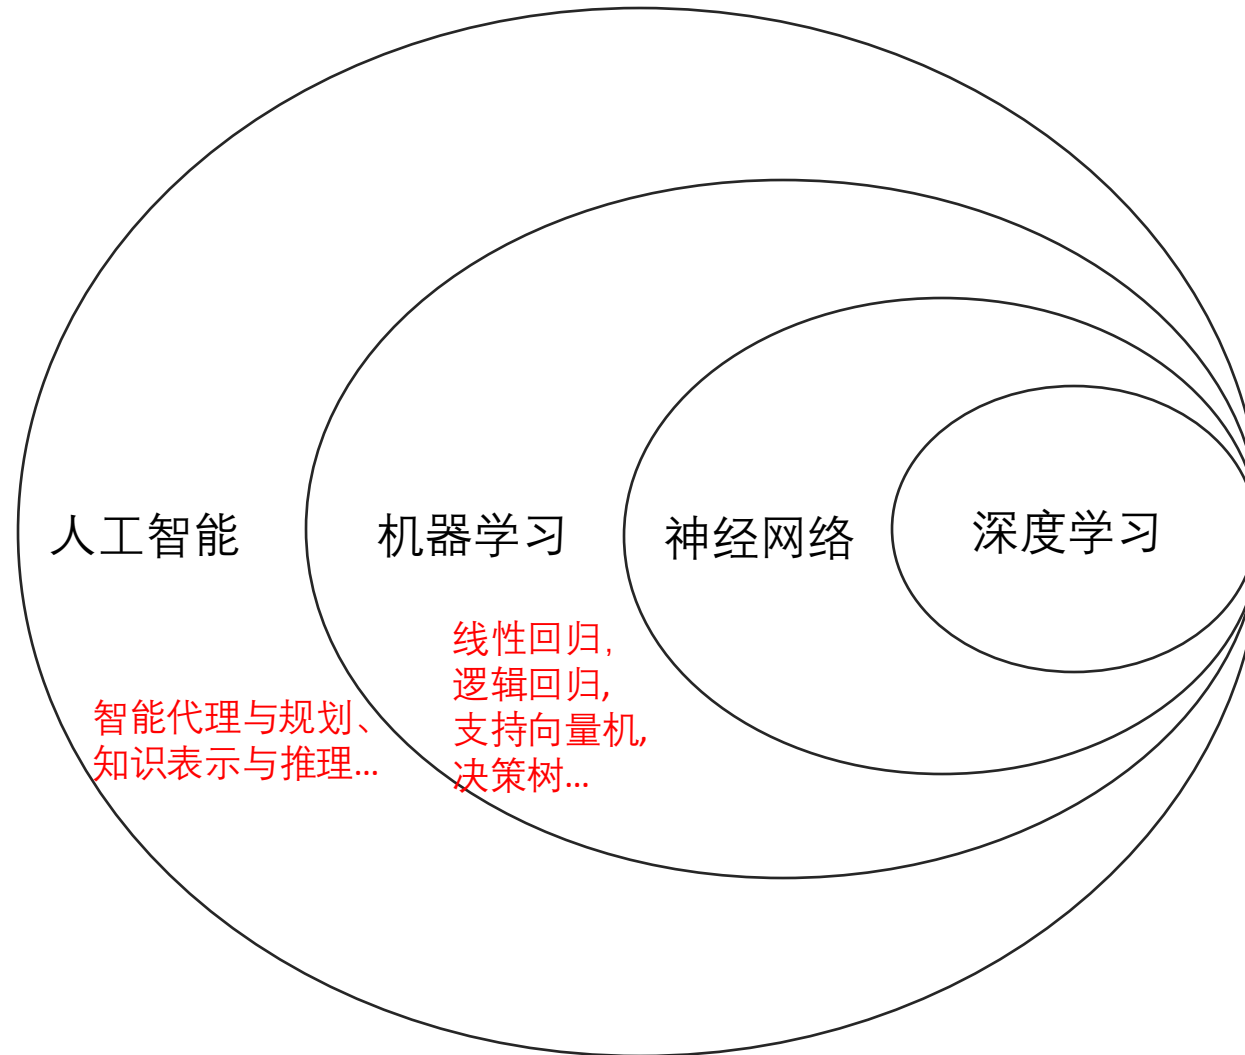 人工智能
机器学习
神经网络
深度学习
线性回归,
逻辑回归,
支持向量机,
决策树...
智能代理与规划、
知识表示与推理...